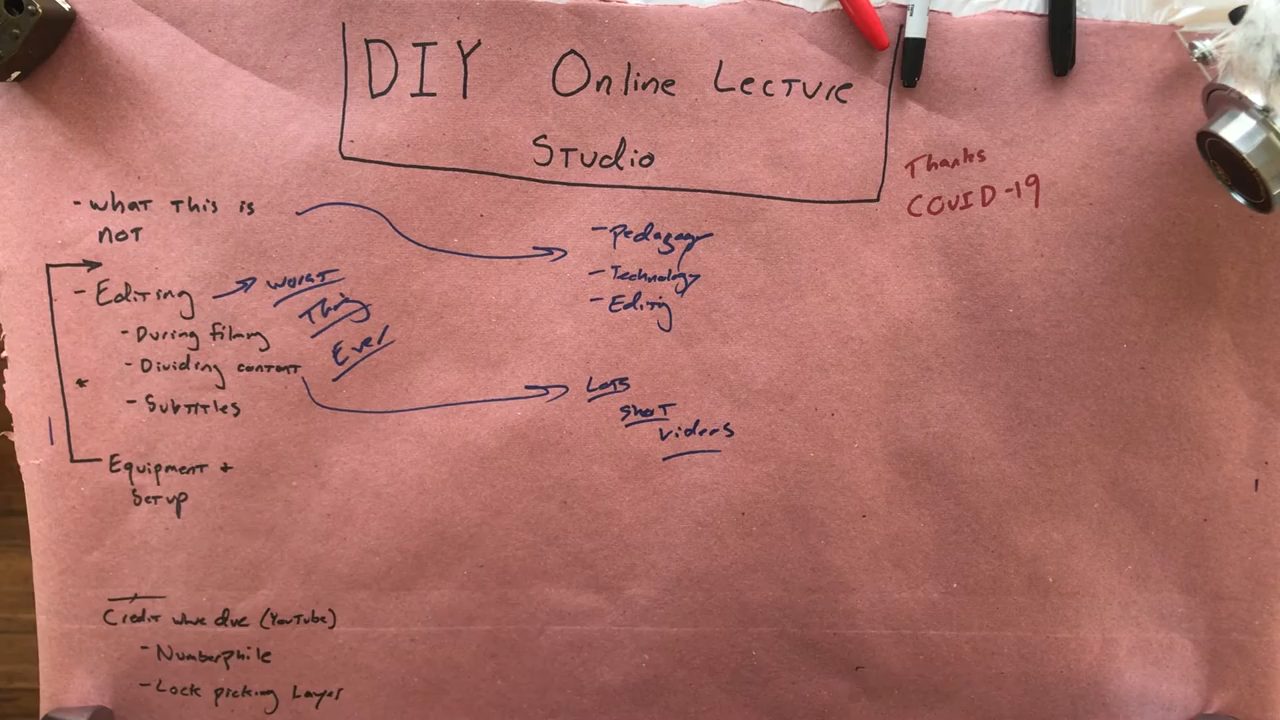 DIY Online Lecture
Studio
Thanks
COVID-19
- What this is
NOT
- Pedagogy
- Technology
- Editing
- Editing
worst
Thing
Ever
- During filming
- Dividing content
- Subtitles
Lots
short
videos
Equipment +
Setup
Credit where due (YouTube)
- Numberphile
- Lock picking Lawyer